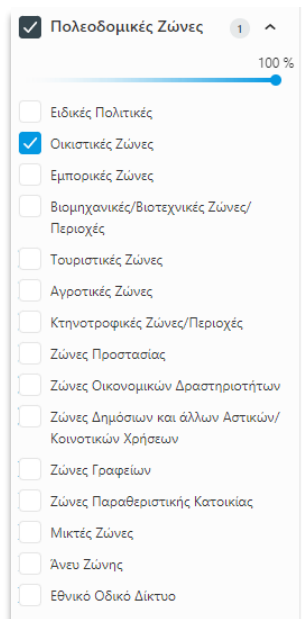 Πολεοδομικές Ζώνες 1
100 %
Ειδικές Πολιτικές
Οικιστικές Ζώνες
Εμπορικές Ζώνες
Βιομηχανικές/Βιοτεχνικές Ζώνες/
Περιοχές
Τουριστικές Ζώνες
Αγροτικές Ζώνες
Κτηνοτροφικές Ζώνες/Περιοχές
Ζώνες Προστασίας
Ζώνες Οικονομικών Δραστηριοτήτων
Ζώνες Δημόσιων και άλλων Αστικών/
Κοινοτικών Χρήσεων
Ζώνες Γραφείων
Ζώνες Παραθεριστικής Κατοικίας
Μικτές Ζώνες
Άνευ Ζώνης
Εθνικό Οδικό Δίκτυο